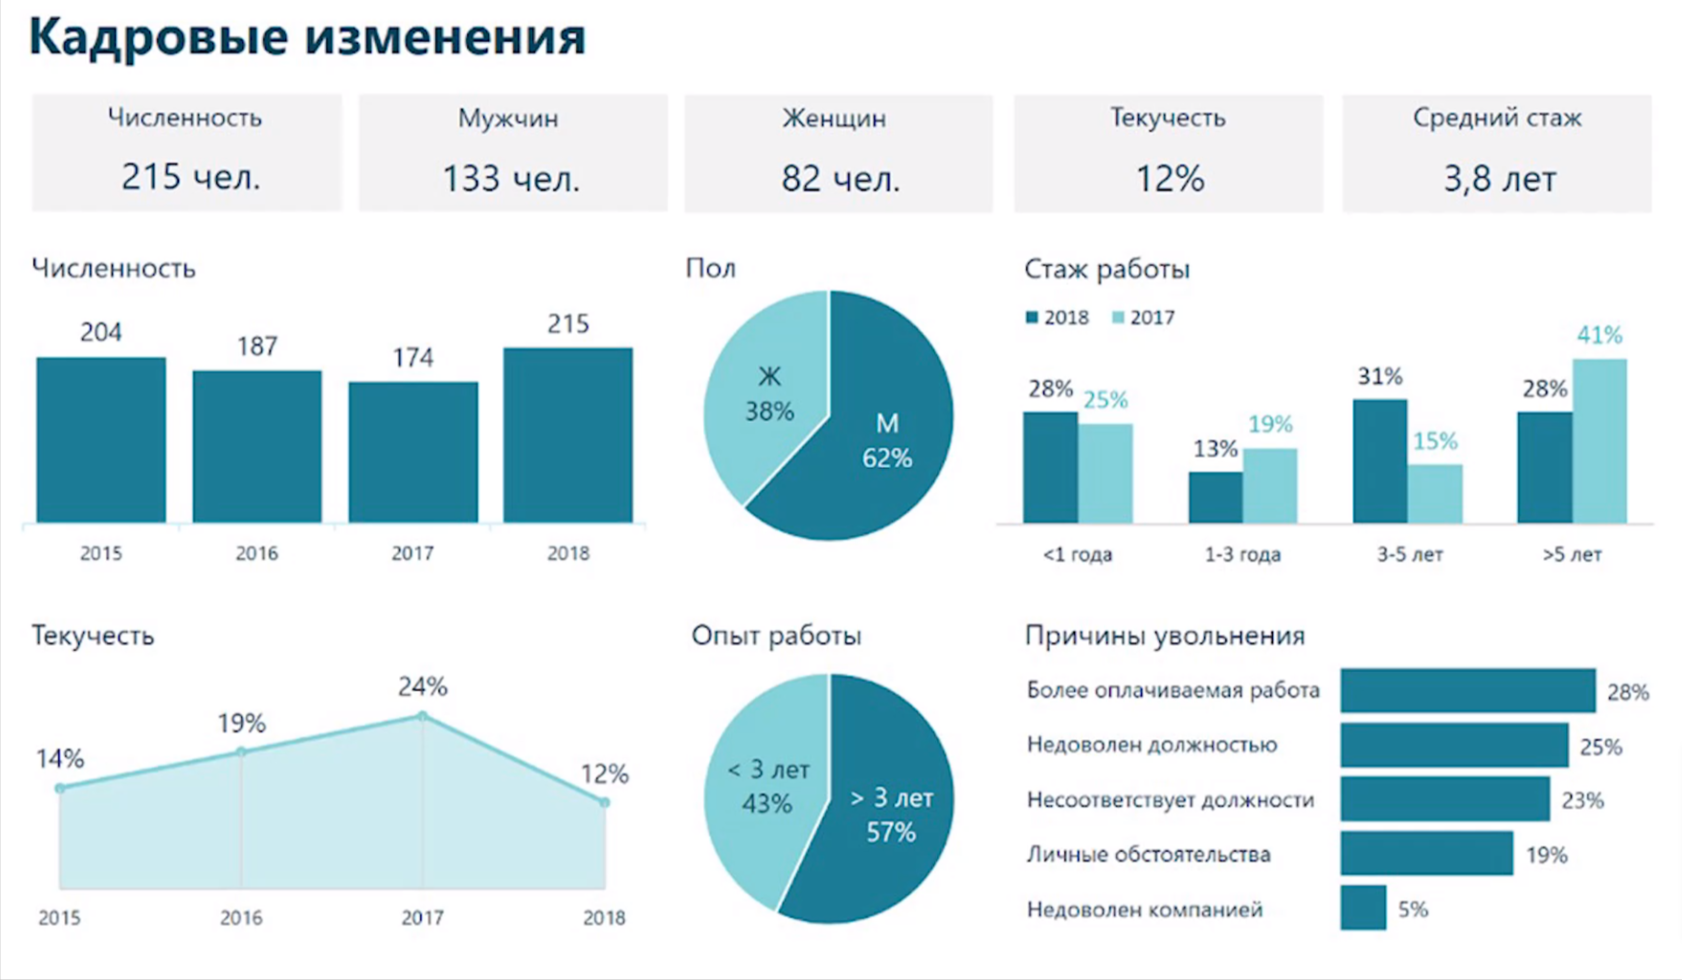 Кадровые изменения
Численность
215 чел.
Мужчин
133 чел.
Женщин
82 чел.
Текучесть
12%
Средний стаж
3,8 лет
Численность
204
187
174
215
2015
2016
2017
2018
Пол
Ж
38%
М
62%
Стаж работы
2018
2017
28%
25%
13%
19%
31%
15%
28%
41%
<1 года
1-3 года
3-5 лет
>5 лет
Текучесть
14%
19%
24%
12%
2015
2016
2017
2018
Опыт работы
< 3 лет
43%
> 3 лет
57%
Причины увольнения
Более оплачиваемая работа 28%
Недоволен должностью 25%
Несоответствует должности 23%
Личные обстоятельства 19%
Недоволен компанией 5%